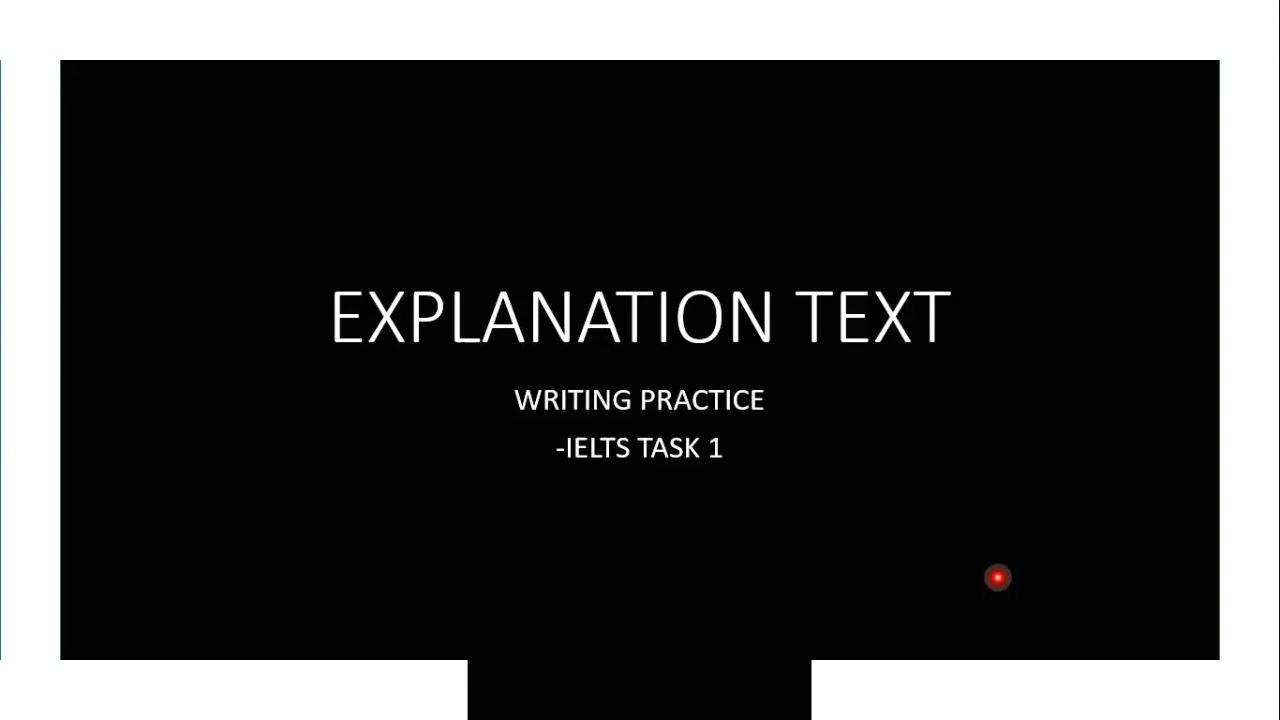 EXPLANATION TEXT
WRITING PRACTICE
-IELTS TASK 1